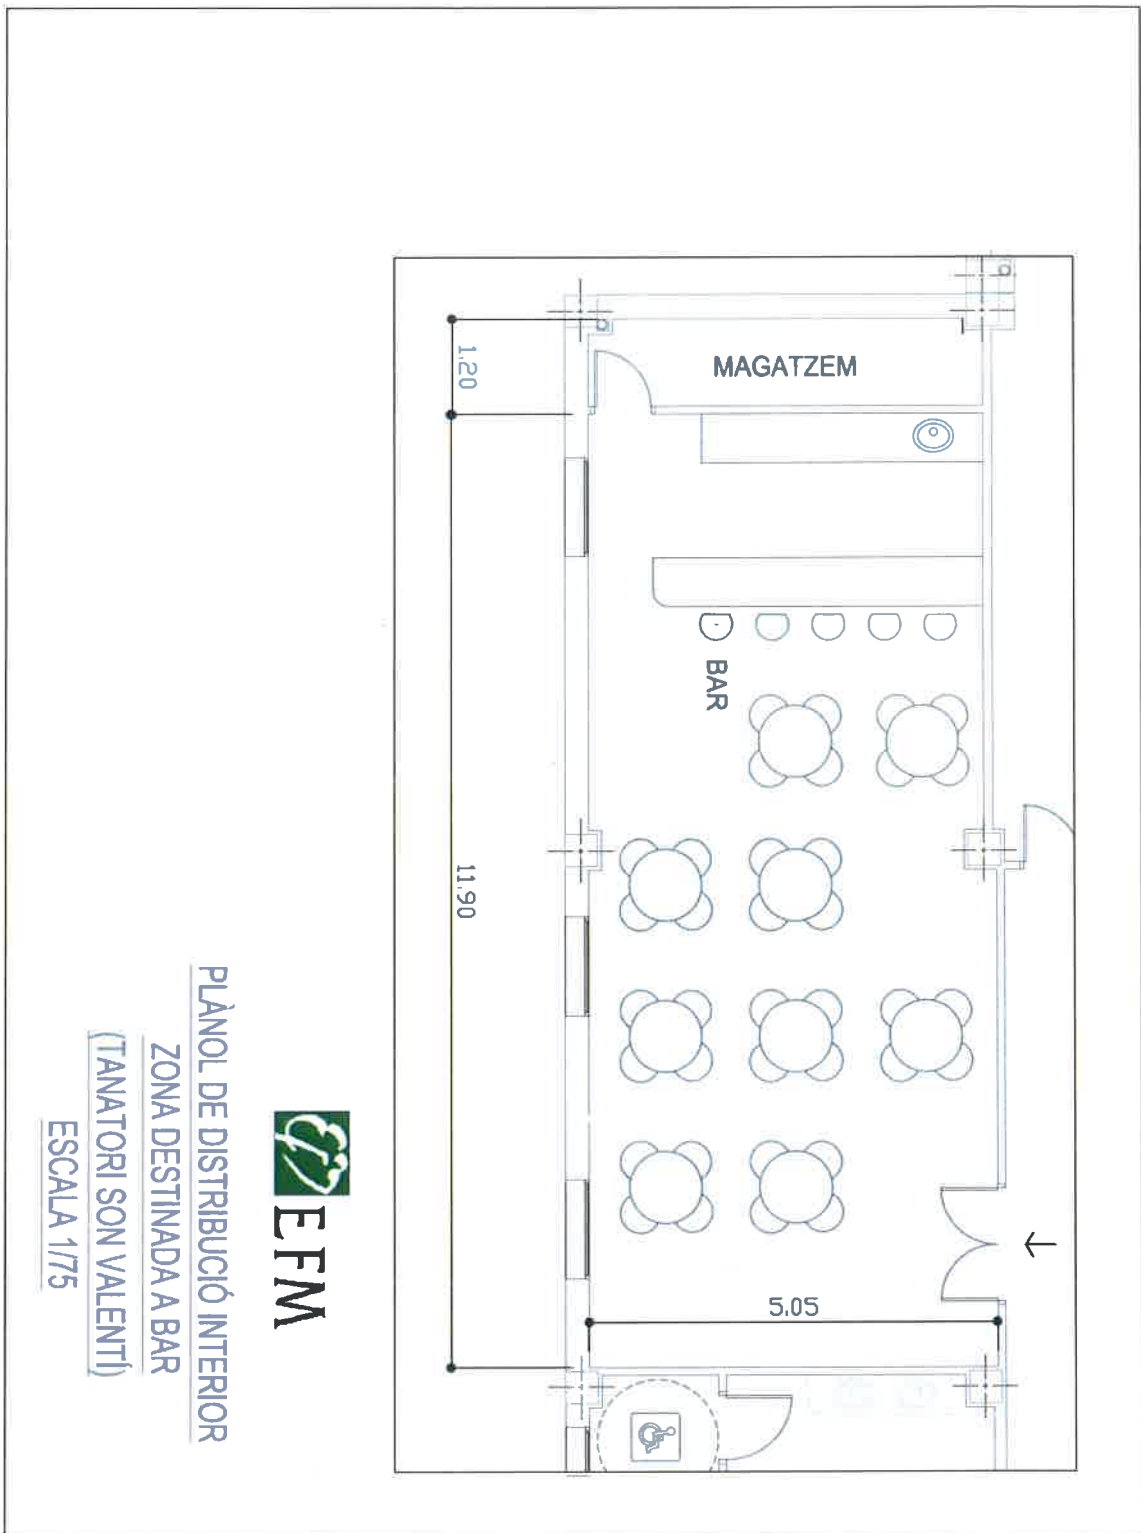 MAGATZEM
BAR
1,20
11,90
5,05
EFM
PLÀNOL DE DISTRIBUCIÓ INTERIOR
ZONA DESTINADA A BAR
(TANATORI SON VALENTÍ)
ESCALA 1/75